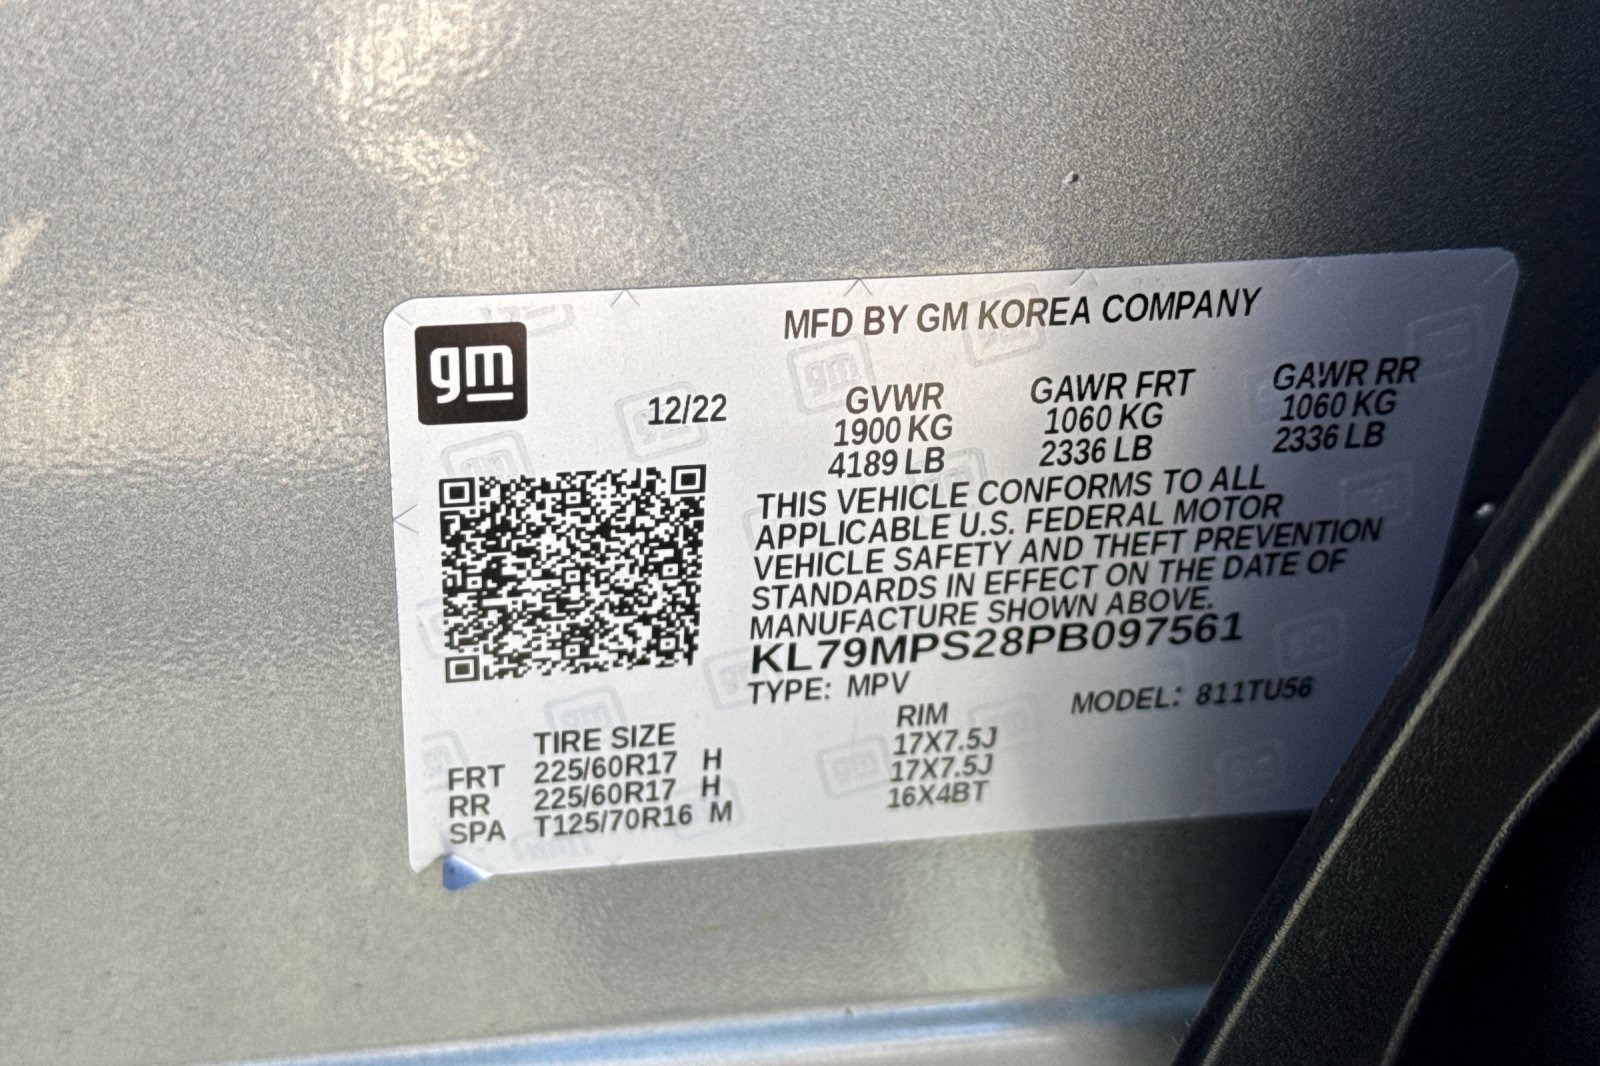 MFD BY GM KOREA COMPANY
gm
12/22
GVWR GAWR FRT GAWR RR
1900 KG 1060 KG 1060 KG
4189 LB 2336 LB 2336 LB
THIS VEHICLE CONFORMS TO ALL
APPLICABLE U.S. FEDERAL MOTOR
VEHICLE SAFETY AND THEFT PREVENTION
STANDARDS IN EFFECT ON THE DATE OF
MANUFACTURE SHOWN ABOVE.
KL79MPS28PB097561
TYPE: MPV MODEL: 811TU56
TIRE SIZE RIM
FRT 225/60R17 H 17X7.5J
RR 225/60R17 H 17X7.5J
SPA T125/70R16 M 16X4BT